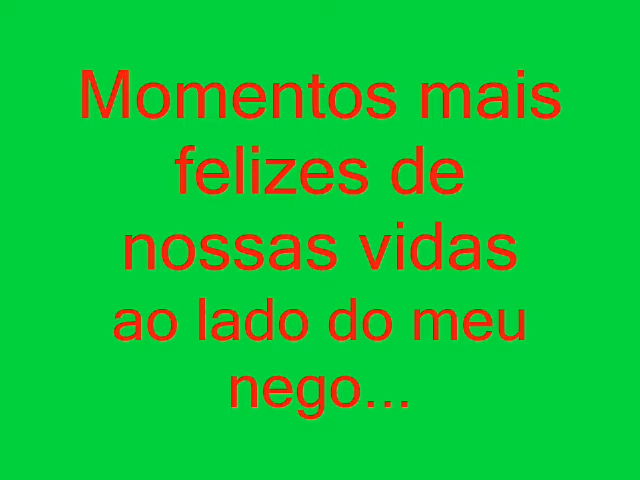 Momentos mais
felizes de
nossas vidas
ao lado do meu
nego...